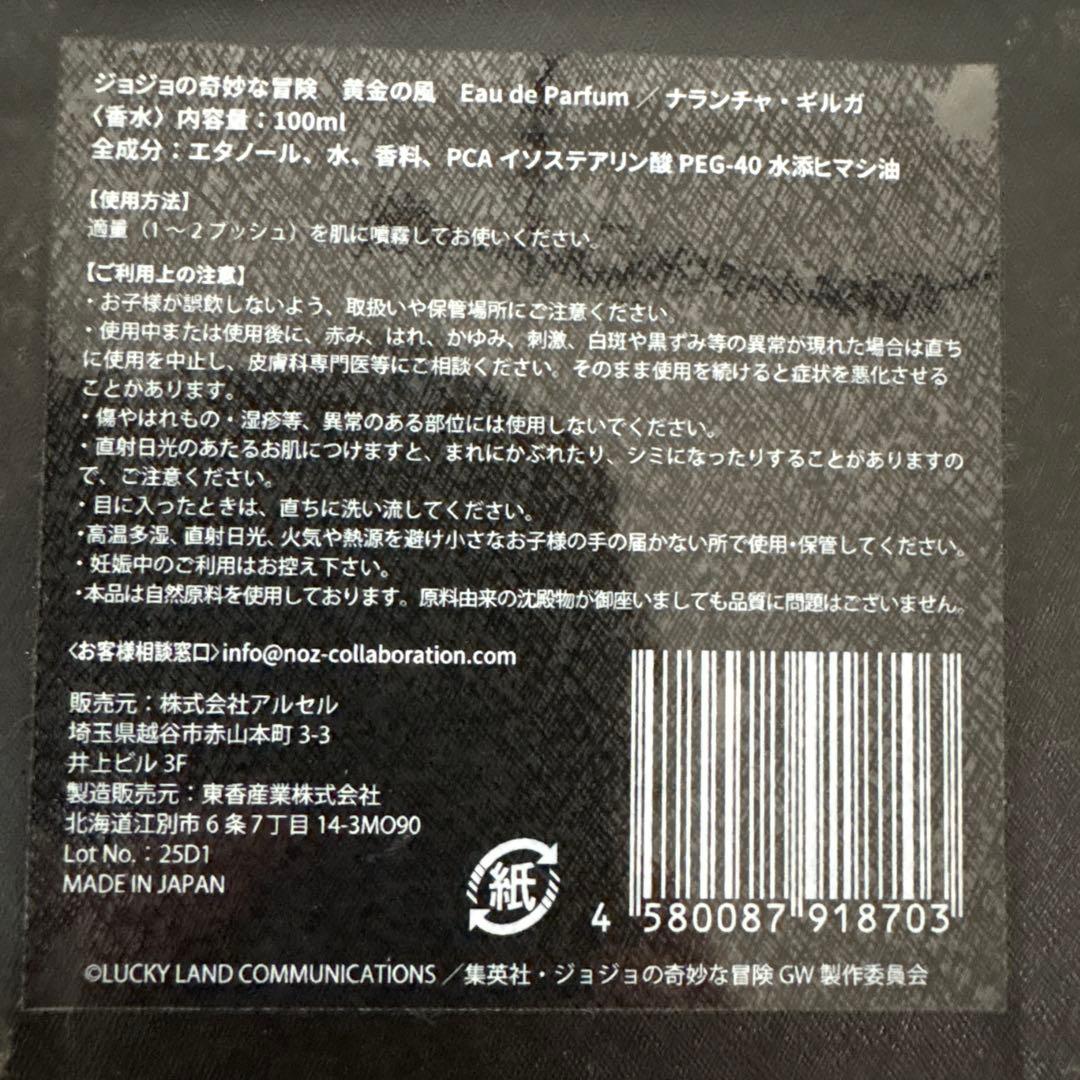 ジョジョの奇妙な冒険　黄金の風　Eau de Parfum／ナランチャ・ギルガ
〈香水〉内容量：100ml
全成分：エタノール、水、香料、PCA イソステアリン酸 PEG-40 水添ヒマシ油
【使用方法】
適量（1～2プッシュ）を肌に噴霧してお使いください。
【ご利用上の注意】
・お子様が誤飲しないよう、取扱いや保管場所にご注意ください。
・使用中または使用後に、赤み、はれ、かゆみ、刺激、白斑や黒ずみ等の異常が現れた場合は直ち
に使用を中止し、皮膚科専門医等にご相談ください。そのまま使用を続けると症状を悪化させる
ことがあります。
・傷やはれもの・湿疹等、異常のある部位には使用しないでください。
・直射日光のあたるお肌につけますと、まれにかぶれたり、シミになったりすることがありますの
で、ご注意ください。
・目に入ったときは、直ちに洗い流してください。
・高温多湿、直射日光、火気や熱源を避け小さなお子様の手の届かない所で使用・保管してください。
・妊娠中のご利用はお控え下さい。
・本品は自然原料を使用しております。原料由来の沈殿物が御座いましても品質に問題はございません。
〈お客様相談窓口〉info@noz-collaboration.com
販売元：株式会社アルセル
埼玉県越谷市赤山本町 3-3
井上ビル 3F
製造販売元：東香産業株式会社
北海道江別市 6 条 7 丁目 14-3MO90
Lot No.：25D1
MADE IN JAPAN
紙
4 580087 918703
©LUCKY LAND COMMUNICATIONS／集英社・ジョジョの奇妙な冒険 GW 製作委員会